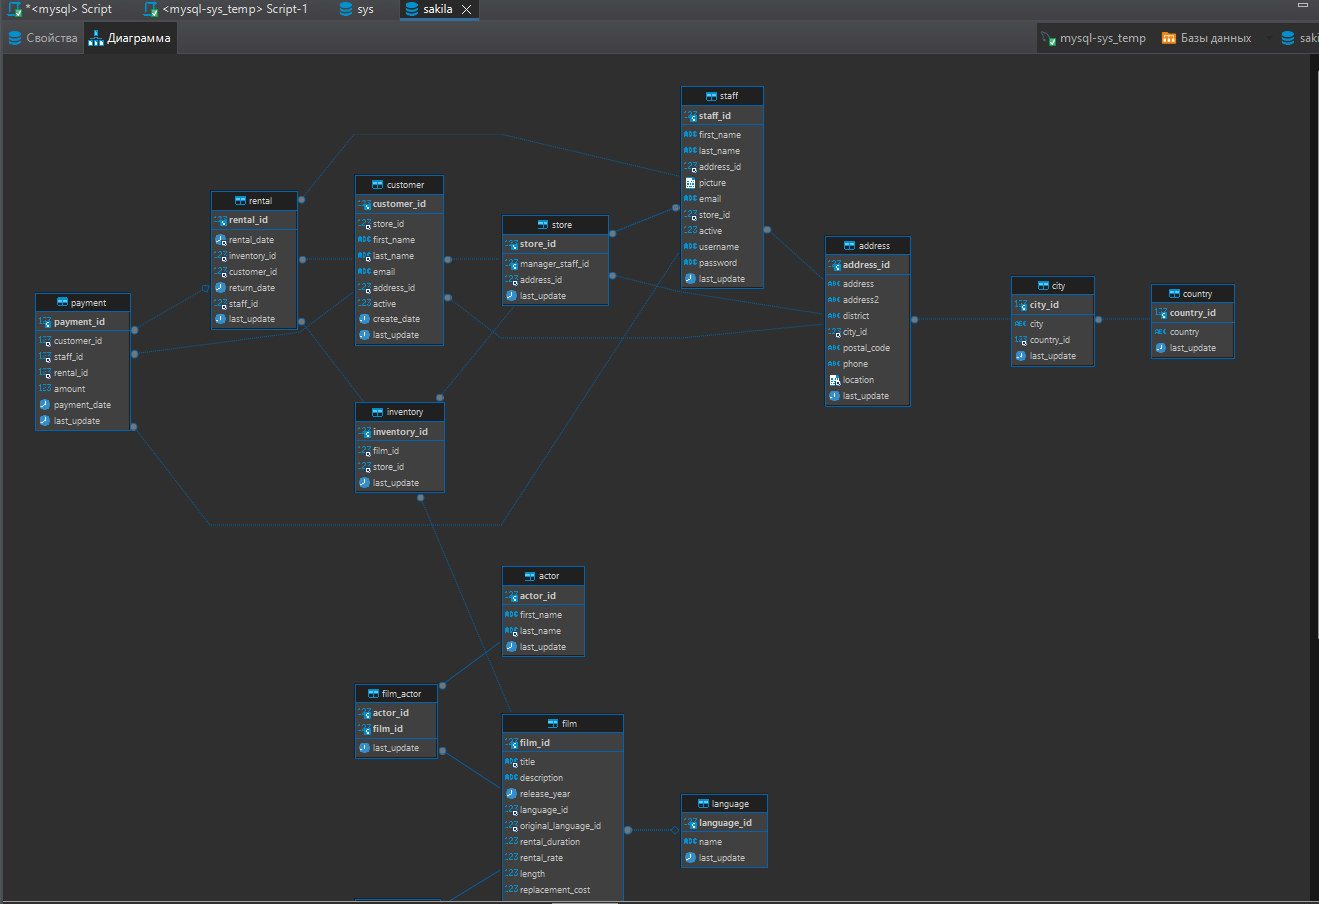 *<mysql> Script
<mysql-sys_temp> Script-1
sys
sakila
Свойства
Диаграмма
mysql-sys_temp
Базы данных
saki
staff
staff_id
first_name
last_name
address_id
picture
email
store_id
active
username
password
last_update
customer
customer_id
store_id
first_name
last_name
email
address_id
active
create_date
last_update
rental
rental_id
rental_date
inventory_id
customer_id
return_date
staff_id
last_update
store
store_id
manager_staff_id
address_id
last_update
address
address_id
address
address2
district
city_id
postal_code
phone
location
last_update
city
city_id
city
country_id
last_update
country
country_id
country
last_update
payment
payment_id
customer_id
staff_id
rental_id
amount
payment_date
last_update
inventory
inventory_id
film_id
store_id
last_update
actor
actor_id
first_name
last_name
last_update
film_actor
actor_id
film_id
last_update
film
film_id
title
description
release_year
language_id
original_language_id
rental_duration
rental_rate
length
replacement_cost
language
language_id
name
last_update